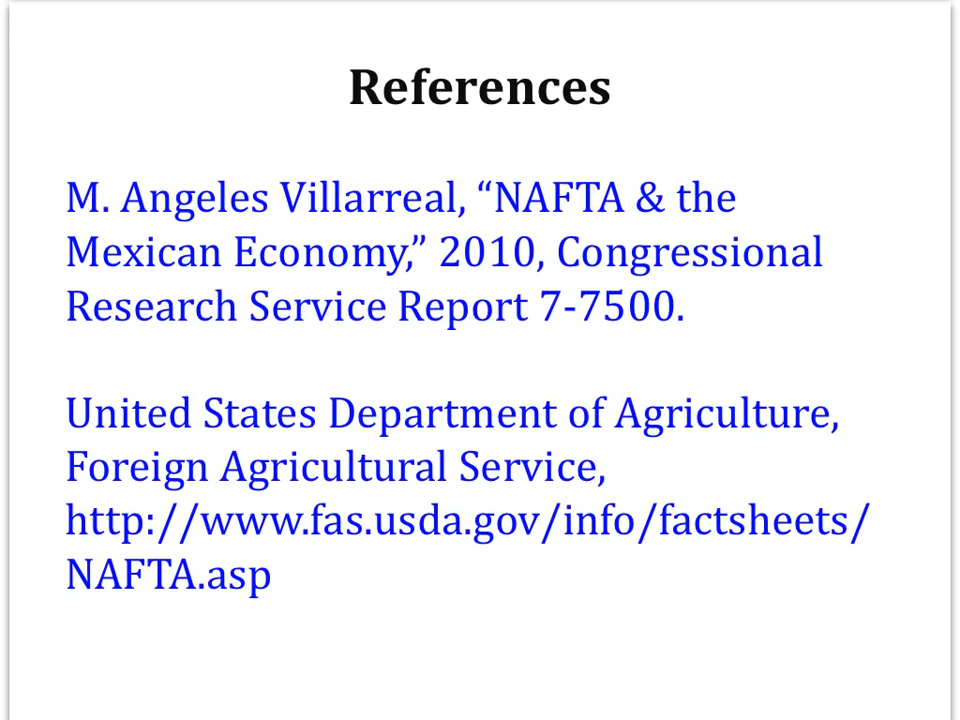 References
M. Angeles Villarreal, “NAFTA & the
Mexican Economy,” 2010, Congressional
Research Service Report 7-7500.
United States Department of Agriculture,
Foreign Agricultural Service,
http://www.fas.usda.gov/info/factsheets/
NAFTA.asp